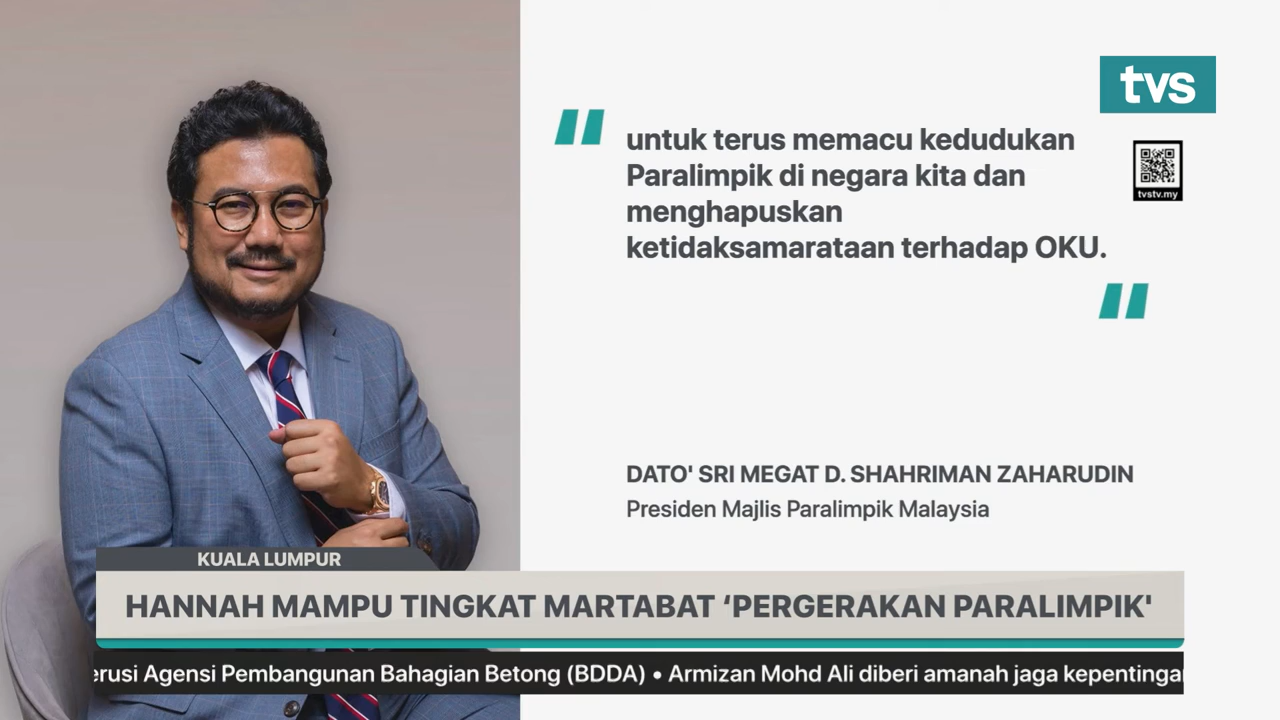 tvs
tvstv.my
untuk terus memacu kedudukan
Paralimpik di negara kita dan
menghapuskan
ketidaksamarataan terhadap OKU.
DATO' SRI MEGAT D. SHAHRIMAN ZAHARUDIN
Presiden Majlis Paralimpik Malaysia
KUALA LUMPUR
HANNAH MAMPU TINGKAT MARTABAT ‘PERGERAKAN PARALIMPIK'
erusi Agensi Pembangunan Bahagian Betong (BDDA) • Armizan Mohd Ali diberi amanah jaga kepentinga